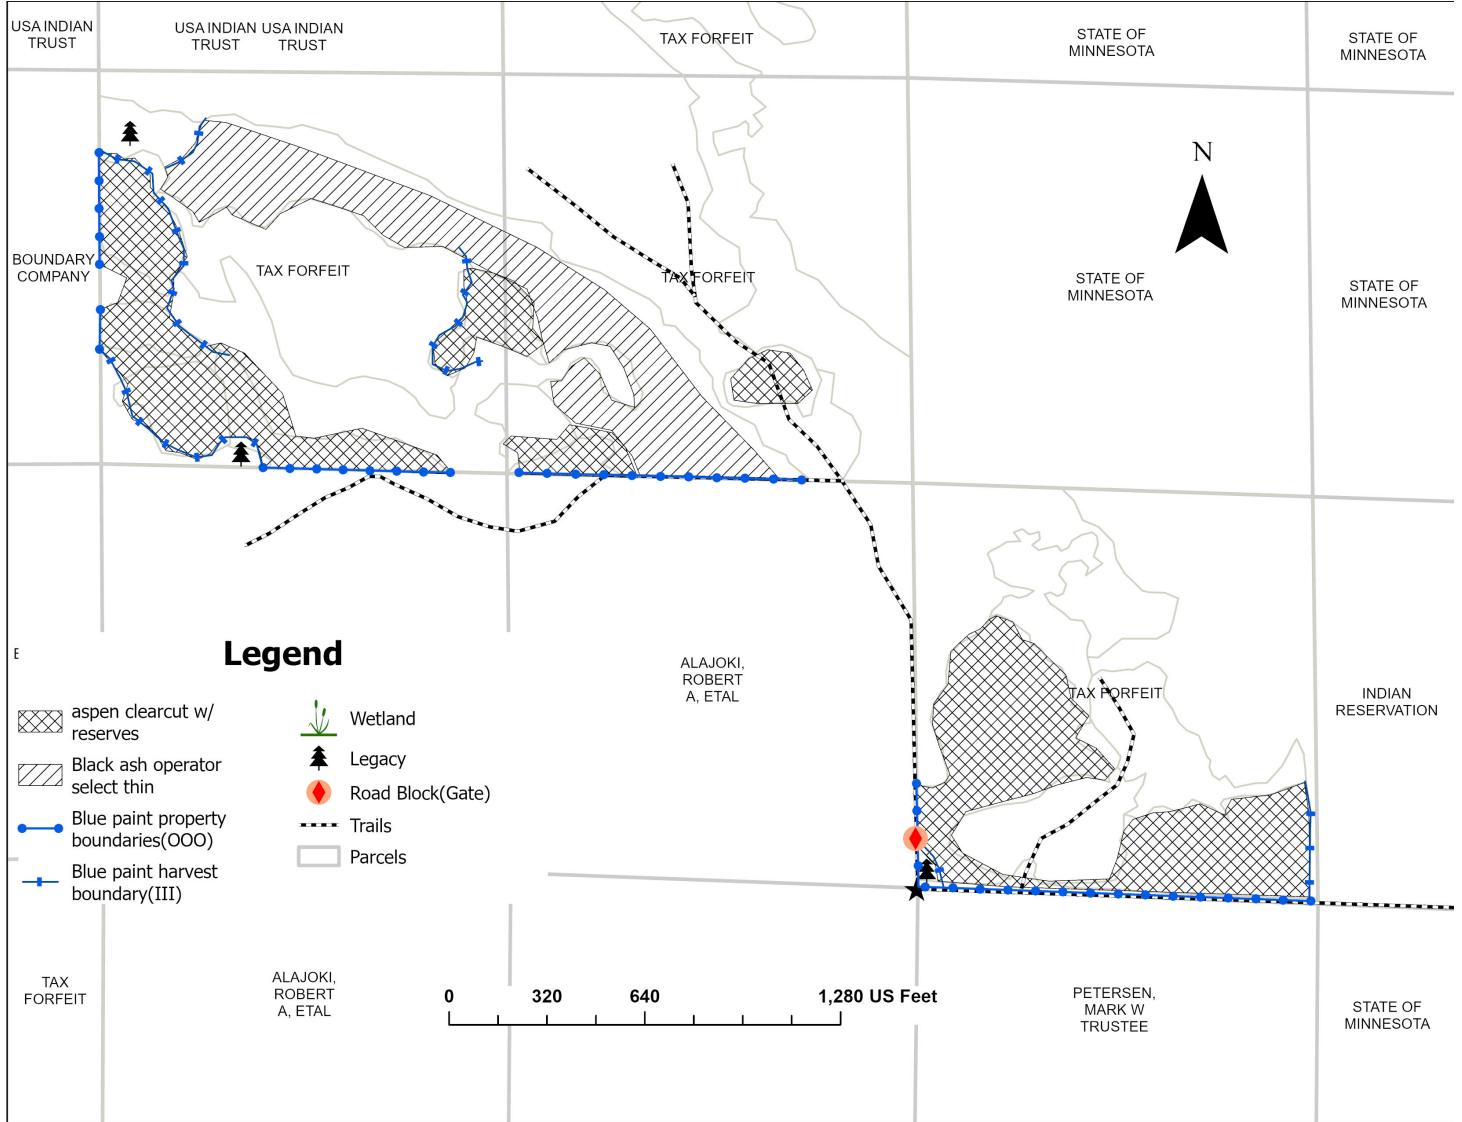 USA INDIAN
TRUST
USA INDIAN
TRUST
USA INDIAN
TRUST
TAX FORFEIT
STATE OF
MINNESOTA
STATE OF
MINNESOTA
N
BOUNDARY
COMPANY
TAX FORFEIT
TAX FORFEIT
STATE OF
MINNESOTA
STATE OF
MINNESOTA
ALAJOKI,
ROBERT
A, ETAL
TAX FORFEIT
INDIAN
RESERVATION
E
Legend
aspen clearcut w/
reserves
Black ash operator
select thin
Blue paint property
boundaries(OOO)
Blue paint harvest
boundary(III)
Wetland
Legacy
Road Block(Gate)
Trails
Parcels
TAX
FORFEIT
ALAJOKI,
ROBERT
A, ETAL
0 320 640 1,280 US Feet
PETERSEN,
MARK W
TRUSTEE
STATE OF
MINNESOTA